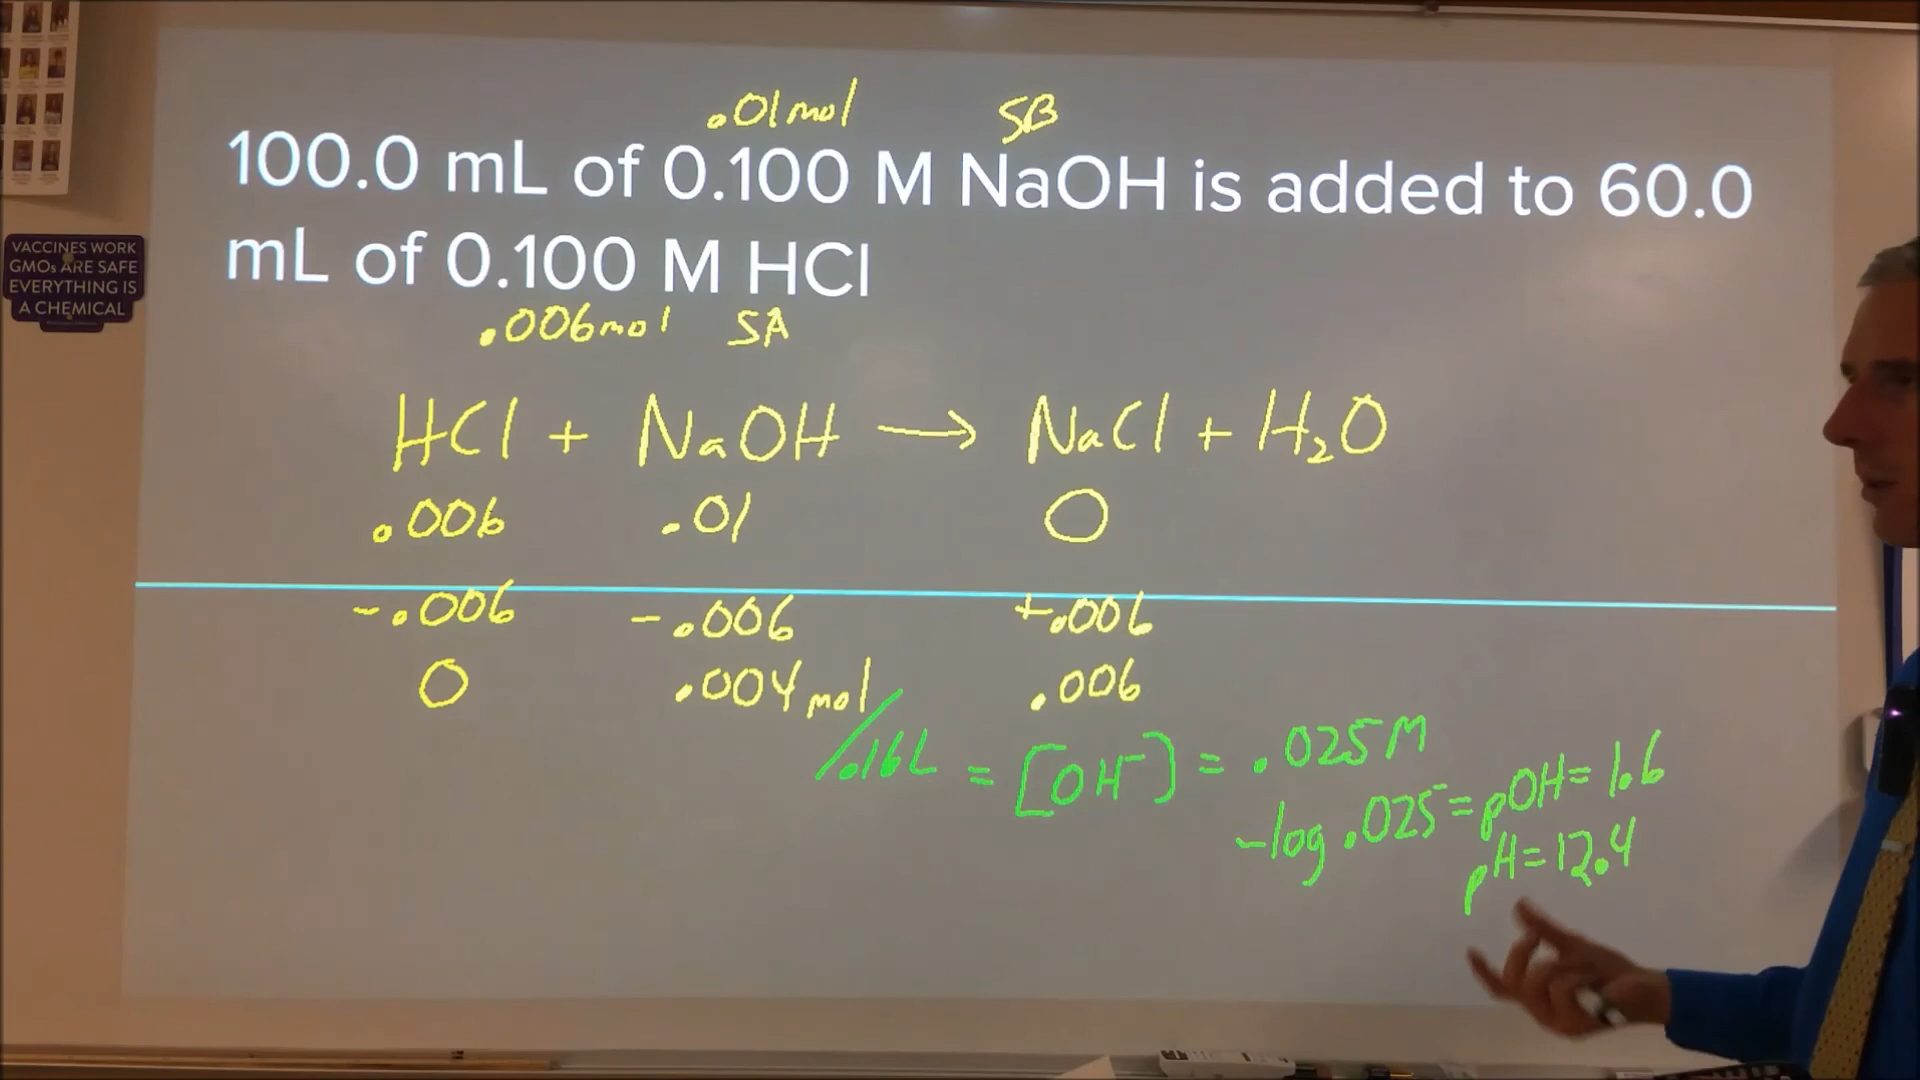 .01mol SB
100.0 mL of 0.100 M NaOH is added to 60.0
mL of 0.100 M HCl
.006mol SA
VACCINES WORK
GMOs ARE SAFE
EVERYTHING IS
A CHEMICAL
HCl + NaOH → NaCl + H₂O
.006 .01 0
-.006 -.006 +.006
0 .004mol .006
/.16L = [OH⁻] = .025M
-log .025 = pOH = 1.6
pH = 12.4